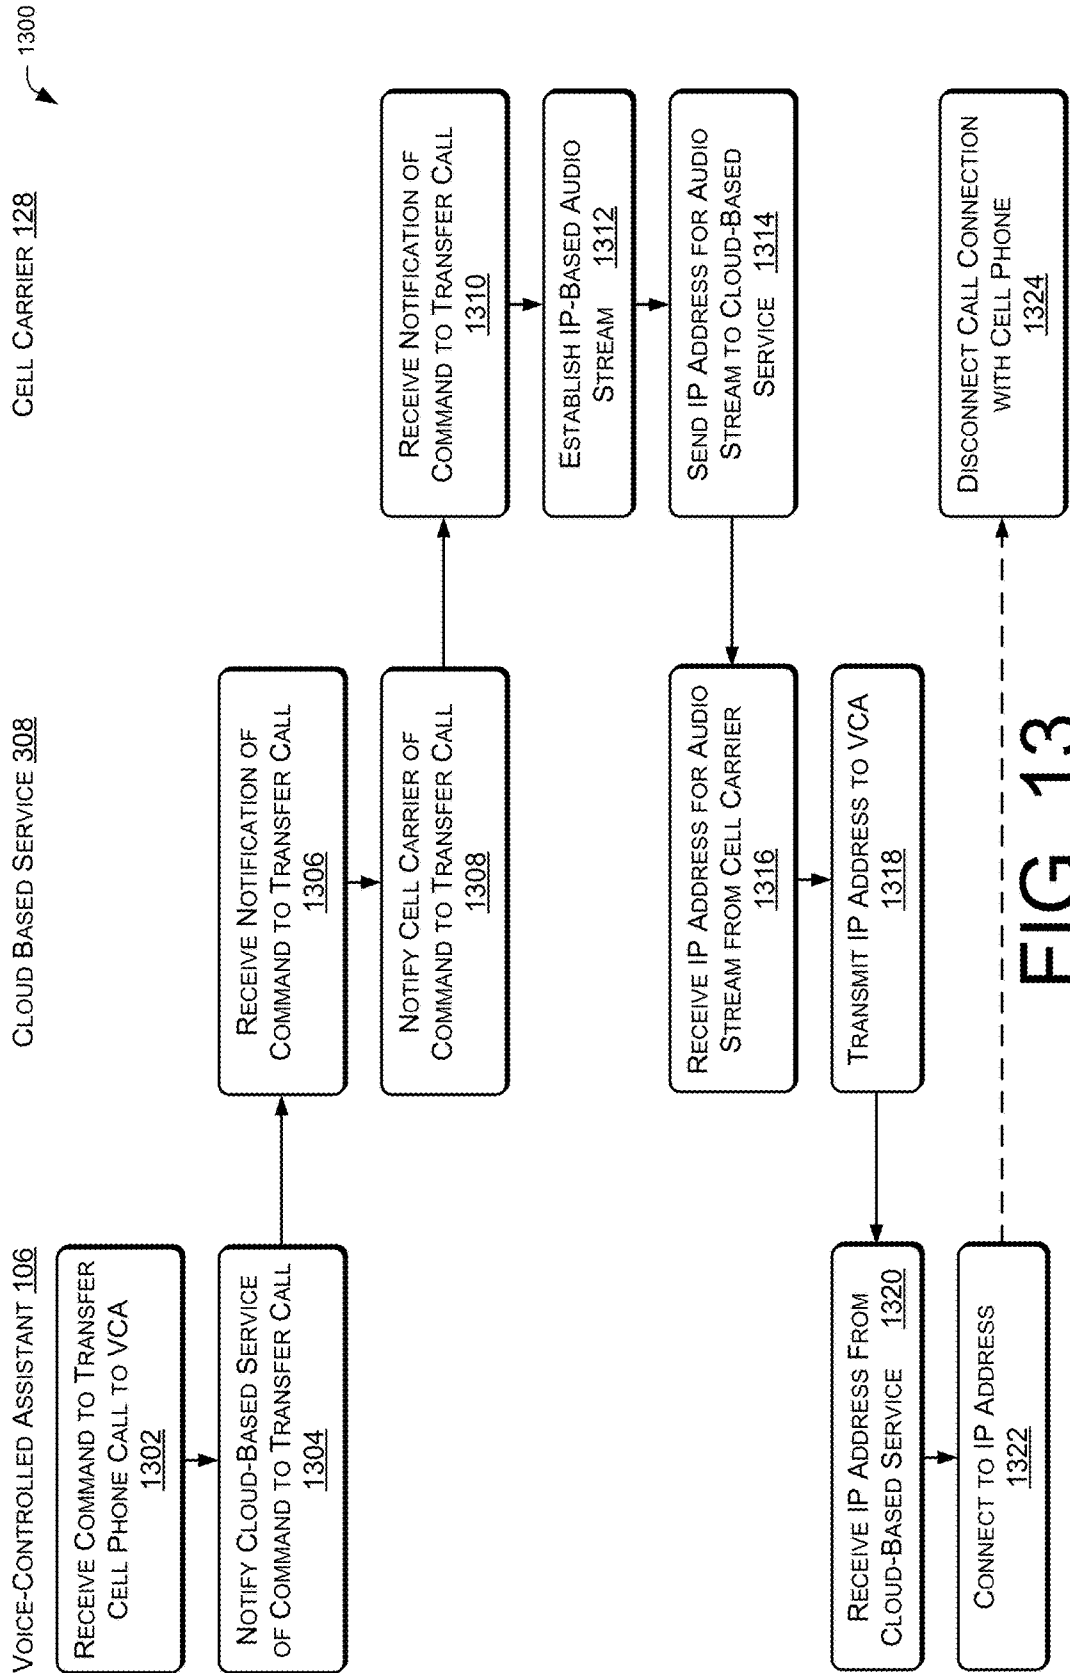 1300
VOICE-CONTROLLED ASSISTANT 106
CLOUD BASED SERVICE 308
CELL CARRIER 128
RECEIVE COMMAND TO TRANSFER
CELL PHONE CALL TO VCA
1302
NOTIFY CLOUD-BASED SERVICE
OF COMMAND TO TRANSFER CALL
1304
RECEIVE NOTIFICATION OF
COMMAND TO TRANSFER CALL
1306
NOTIFY CELL CARRIER OF
COMMAND TO TRANSFER CALL
1308
RECEIVE NOTIFICATION OF
COMMAND TO TRANSFER CALL
1310
ESTABLISH IP-BASED AUDIO
STREAM 1312
SEND IP ADDRESS FOR AUDIO
STREAM TO CLOUD-BASED
SERVICE 1314
RECEIVE IP ADDRESS FOR AUDIO
STREAM FROM CELL CARRIER
1316
TRANSMIT IP ADDRESS TO VCA
1318
RECEIVE IP ADDRESS FROM
CLOUD-BASED SERVICE 1320
CONNECT TO IP ADDRESS
1322
DISCONNECT CALL CONNECTION
WITH CELL PHONE
1324
FIG 13